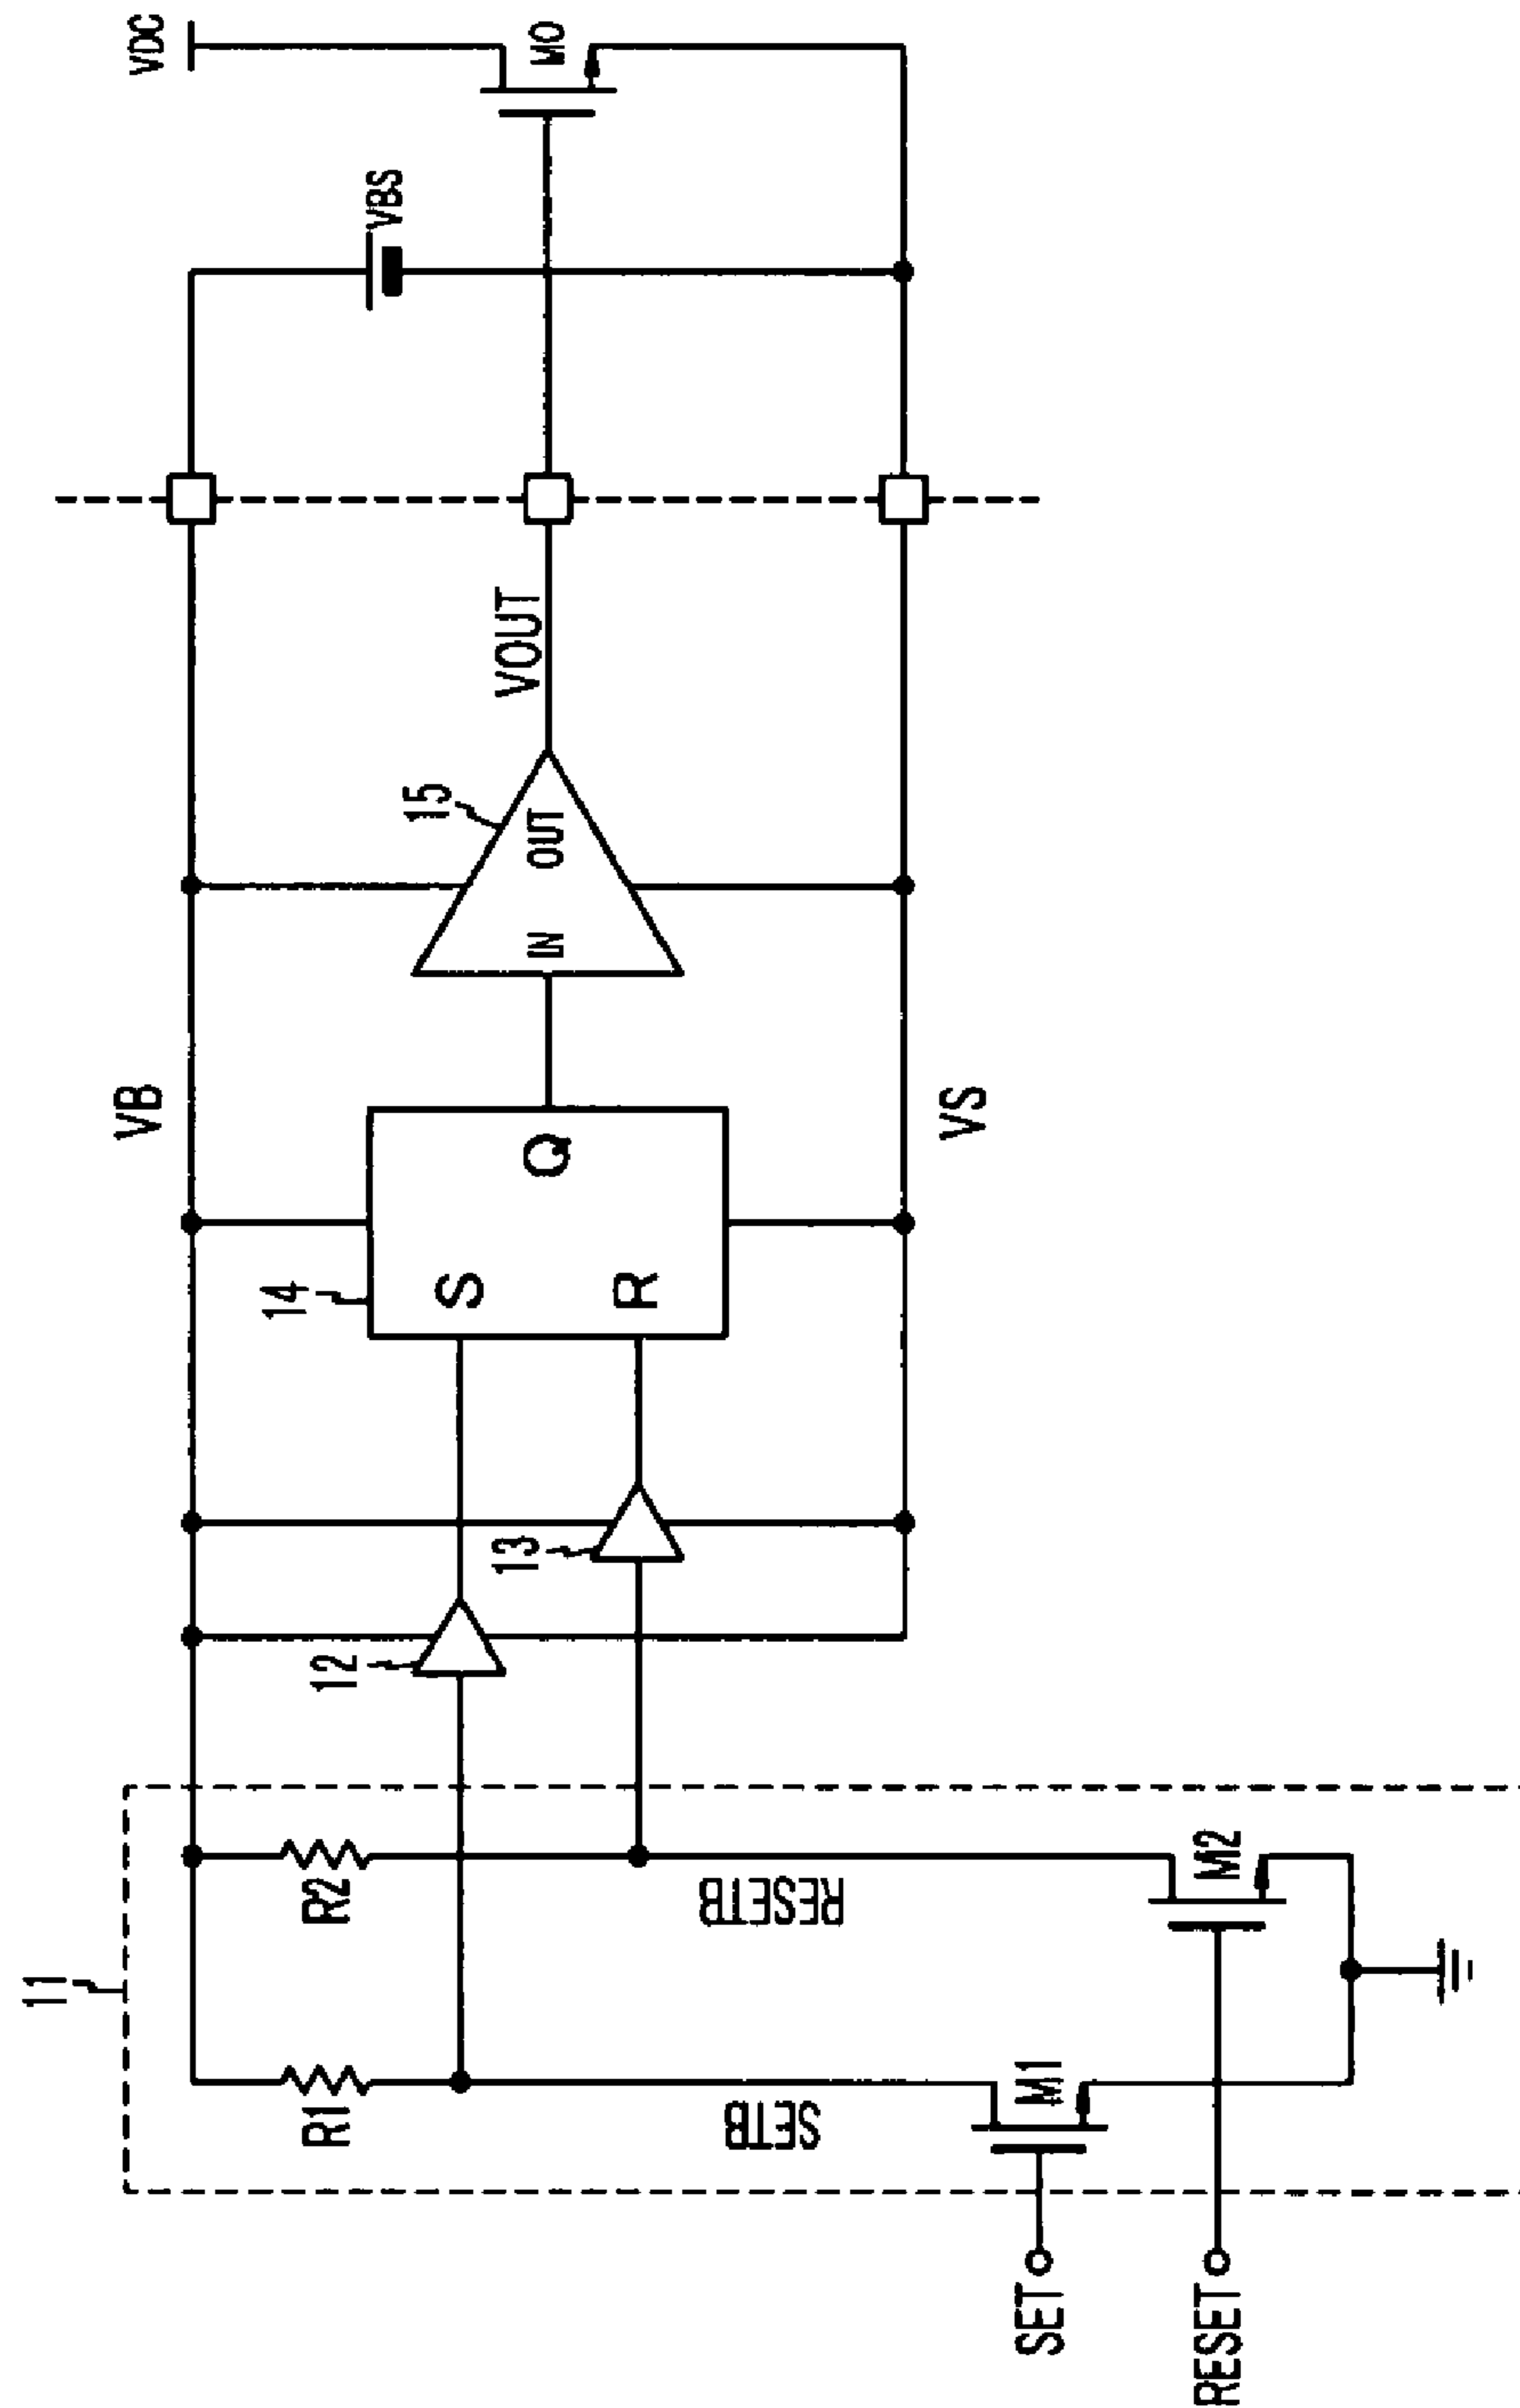 11
R1
R2
SETB
RESETB
M1
M2
SET
RESET
12
13
14
S
R
Q
VB
VS
15
IN
OUT
VOUT
VBS
VDC
MO